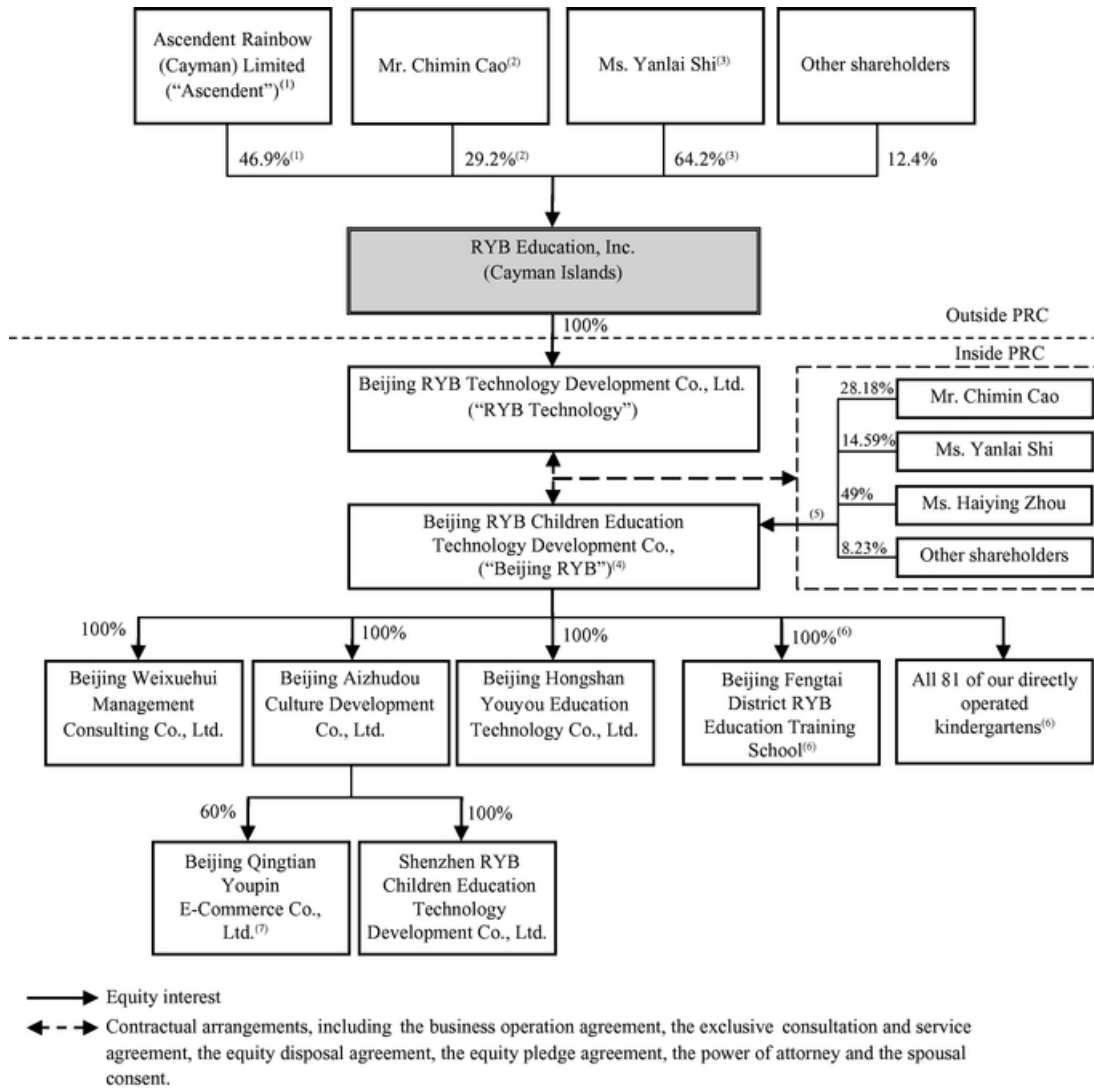 Ascendent Rainbow
(Cayman) Limited
(“Ascendent”)(1)
Mr. Chimin Cao(2)
Ms. Yanlai Shi(3)
Other shareholders
46.9%(1)
29.2%(2)
64.2%(3)
12.4%
RYB Education, Inc.
(Cayman Islands)
100%
Outside PRC
Inside PRC
Beijing RYB Technology Development Co., Ltd.
(“RYB Technology”)
28.18%
Mr. Chimin Cao
14.59%
Ms. Yanlai Shi
49%
Ms. Haiying Zhou
(5)
8.23%
Other shareholders
Beijing RYB Children Education
Technology Development Co.,
(“Beijing RYB”)(4)
100%
100%
100%
100%(6)
Beijing Weixuehui
Management
Consulting Co., Ltd.
Beijing Aizhudou
Culture Development
Co., Ltd.
Beijing Hongshan
Youyou Education
Technology Co., Ltd.
Beijing Fengtai
District RYB
Education Training
School(6)
All 81 of our directly
operated
kindergartens(6)
60%
100%
Beijing Qingtian
Youpin
E-Commerce Co.,
Ltd.(7)
Shenzhen RYB
Children Education
Technology
Development Co., Ltd.
Equity interest
Contractual arrangements, including the business operation agreement, the exclusive consultation and service
agreement, the equity disposal agreement, the equity pledge agreement, the power of attorney and the spousal
consent.